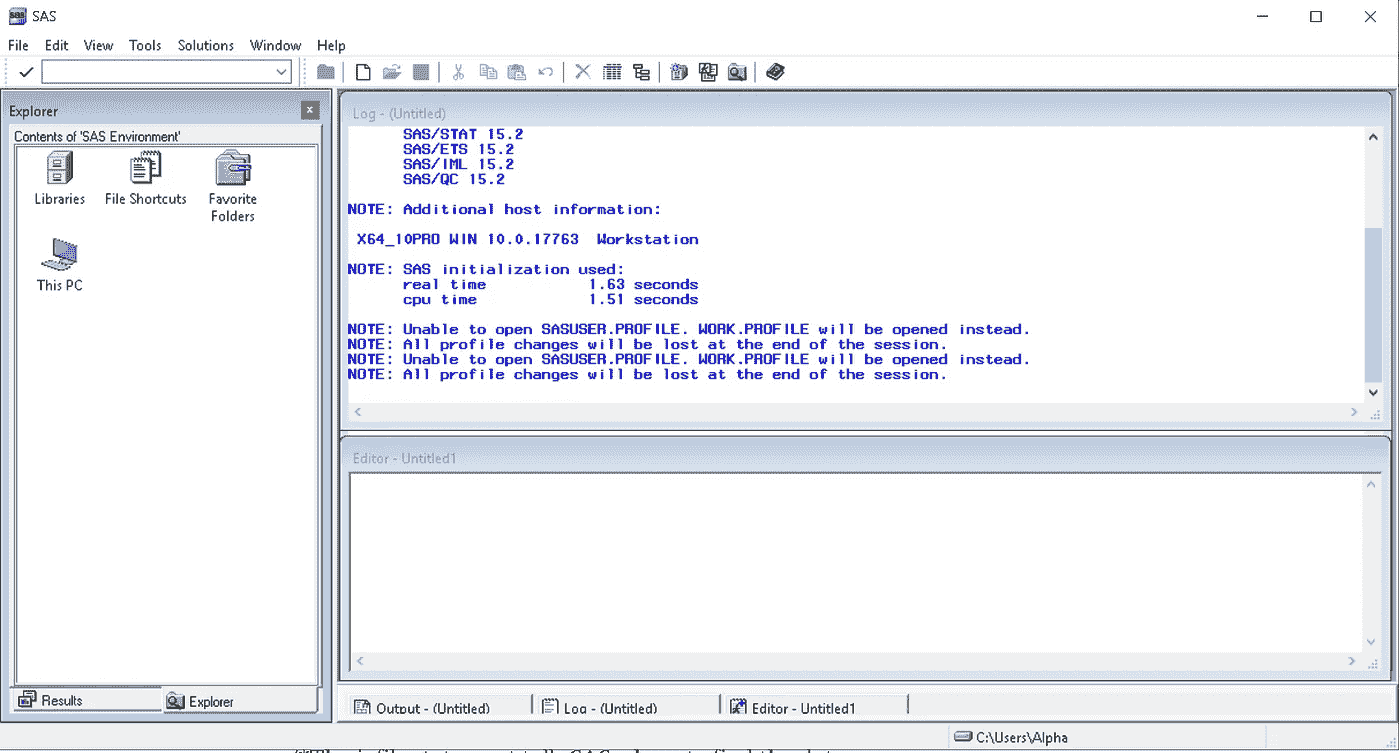 SAS
File Edit View Tools Solutions Window Help
Explorer
Contents of 'SAS Environment'
Libraries
File Shortcuts
Favorite
Folders
This PC
Results
Explorer
Log - (Untitled)
SAS/STAT 15.2
SAS/ETS 15.2
SAS/IML 15.2
SAS/QC 15.2
NOTE: Additional host information:
X64_10PRO WIN 10.0.17763 Workstation
NOTE: SAS initialization used:
real time 1.63 seconds
cpu time 1.51 seconds
NOTE: Unable to open SASUSER.PROFILE. WORK.PROFILE will be opened instead.
NOTE: All profile changes will be lost at the end of the session.
NOTE: Unable to open SASUSER.PROFILE. WORK.PROFILE will be opened instead.
NOTE: All profile changes will be lost at the end of the session.
Editor - Untitled1
Output - (Untitled)
Log - (Untitled)
Editor - Untitled1
C:\Users\Alpha